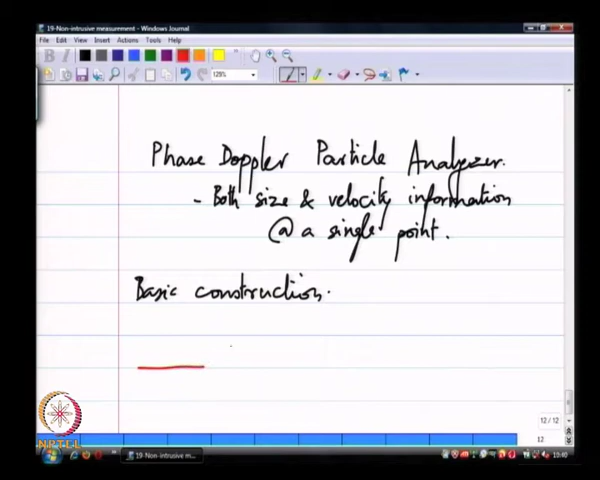 19-Non-intrusive measurement - Windows Journal
File Edit View Insert Actions Tools Help
129%
Phase Doppler Particle Analyzer.
- Both size & velocity information
@ a single point.
Basic construction.
12 / 12
12
NPTEL
19-Non-intrusive m...
10:40